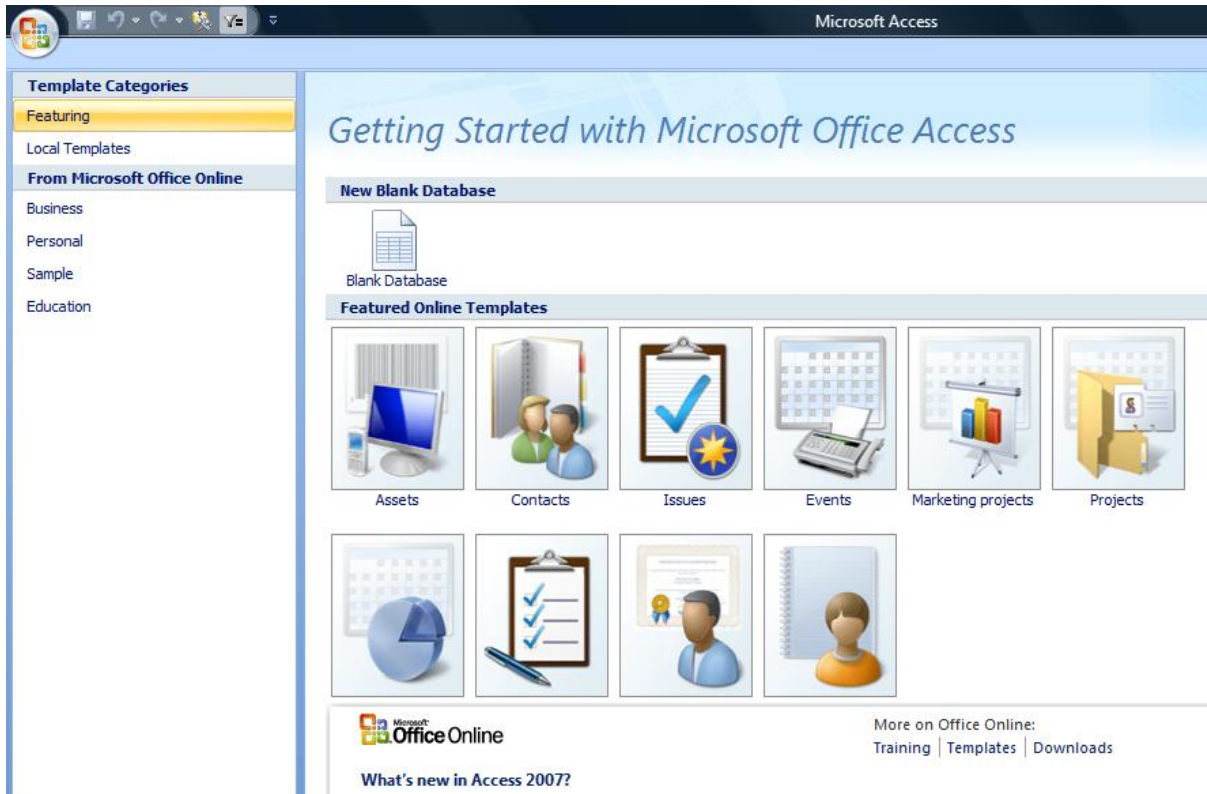 Microsoft Access
Template Categories
Featuring
Local Templates
From Microsoft Office Online
Business
Personal
Sample
Education
Getting Started with Microsoft Office Access
New Blank Database
Blank Database
Featured Online Templates
Assets Contacts Issues Events Marketing projects Projects
Microsoft
Office Online
More on Office Online:
Training | Templates | Downloads
What's new in Access 2007?